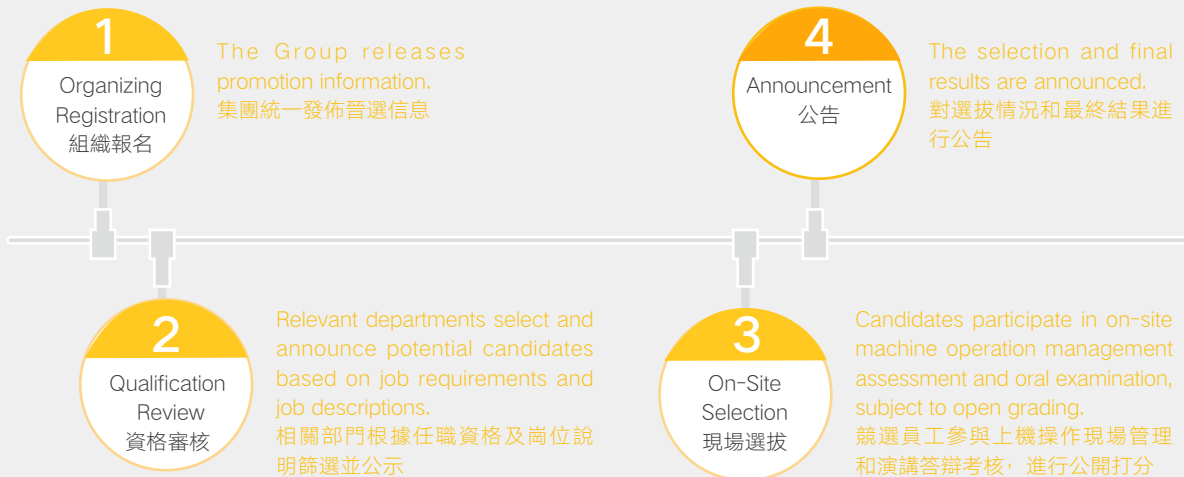 1
Organizing
Registration
組織報名
The Group releases
promotion information.
集團統一發佈晉選信息
2
Qualification
Review
資格審核
Relevant departments select and
announce potential candidates
based on job requirements and
job descriptions.
相關部門根據任職資格及崗位說
明篩選並公示
3
On-Site
Selection
現場選拔
Candidates participate in on-site
machine operation management
assessment and oral examination,
subject to open grading.
競選員工參與上機操作現場管理
和演講答辯考核，進行公開打分
4
Announcement
公告
The selection and final
results are announced.
對選拔情況和最終結果進
行公告